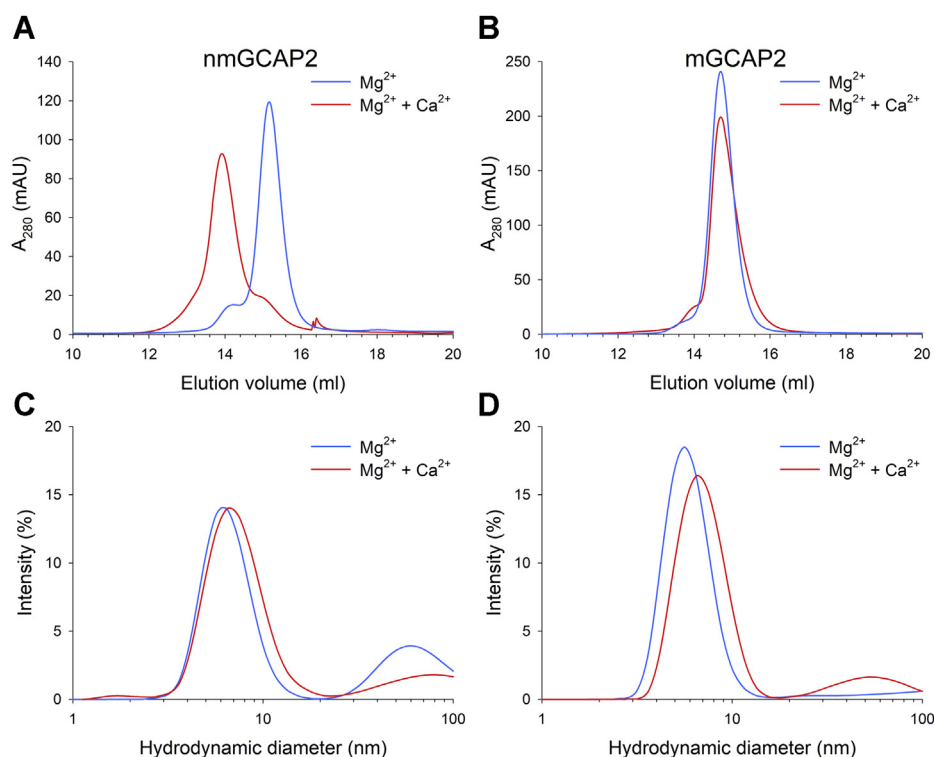 A
nmGCAP2
Mg²⁺
Mg²⁺ + Ca²⁺
A₂₈₀ (mAU)
140
120
100
80
60
40
20
0
10 12 14 16 18 20
Elution volume (ml)
B
mGCAP2
Mg²⁺
Mg²⁺ + Ca²⁺
A₂₈₀ (mAU)
250
200
150
100
50
0
10 12 14 16 18 20
Elution volume (ml)
C
Mg²⁺
Mg²⁺ + Ca²⁺
Intensity (%)
20
15
10
5
0
1 10 100
Hydrodynamic diameter (nm)
D
Mg²⁺
Mg²⁺ + Ca²⁺
Intensity (%)
20
15
10
5
0
1 10 100
Hydrodynamic diameter (nm)